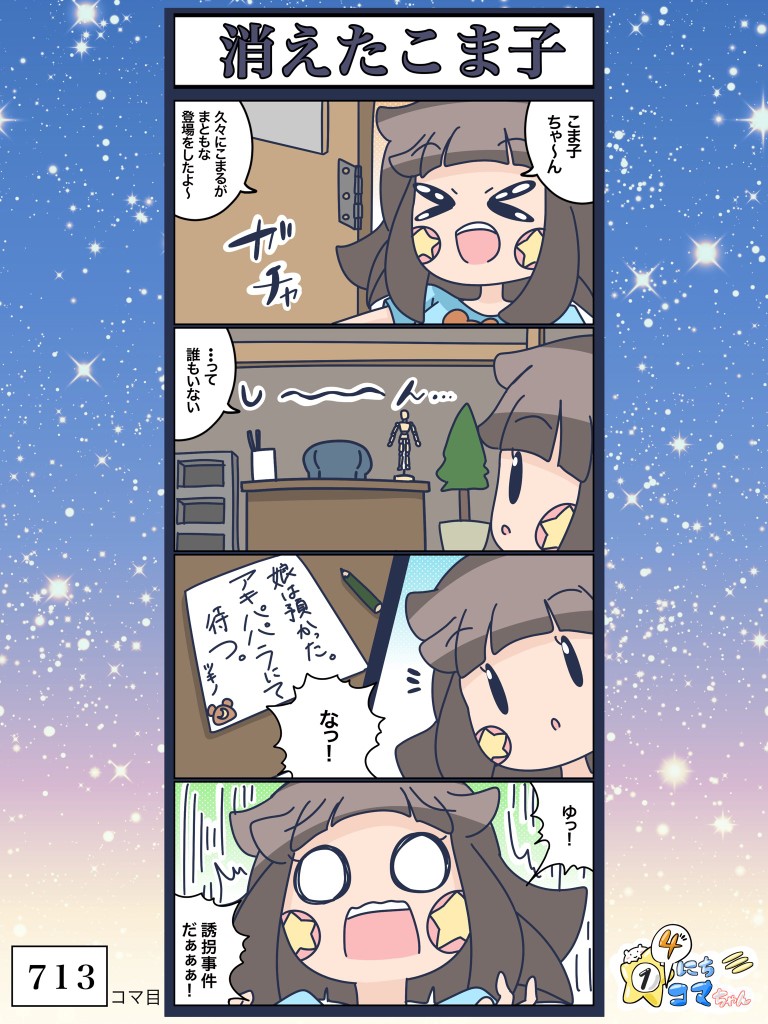 消えたこま子
こま子
ちゃ〜ん
久々にこまるが
まともな
登場をしたよ〜
ガ
チャ
…って
誰もいない
し〜〜ん…
娘は預かった。
アキパパラにて
待つ。
なっ！
ゆっ！
誘拐事件
だぁぁぁ！
713
コマ目
1
4
にち
コマちゃん